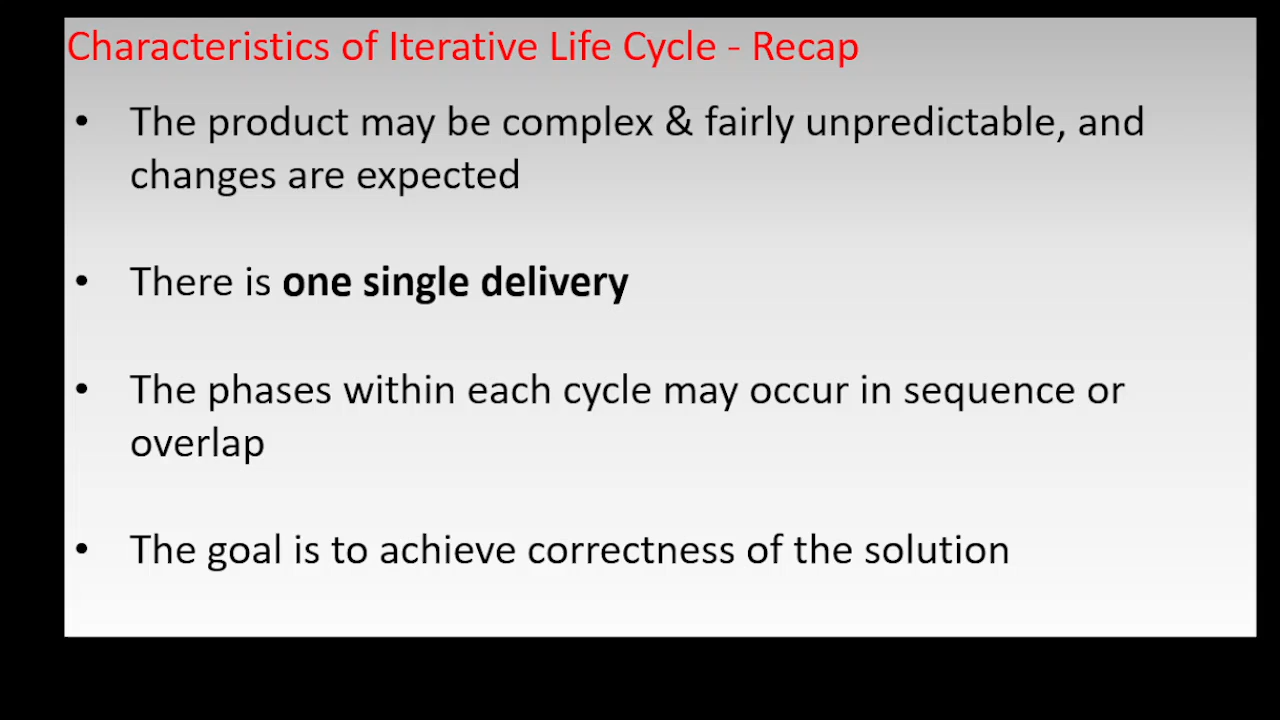 Characteristics of Iterative Life Cycle - Recap
• The product may be complex & fairly unpredictable, and
changes are expected
• There is one single delivery
• The phases within each cycle may occur in sequence or
overlap
• The goal is to achieve correctness of the solution